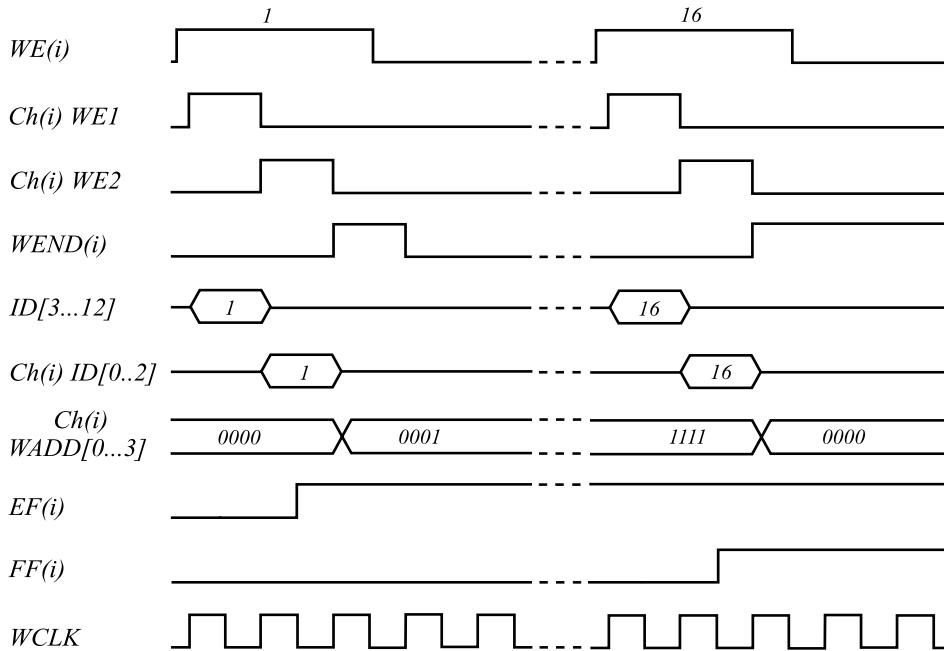 1 16
WE(i)
Ch(i) WE1
Ch(i) WE2
WEND(i)
ID[3...12] 1 16
Ch(i) ID[0..2] 1 16
Ch(i)
WADD[0...3] 0000 0001 1111 0000
EF(i)
FF(i)
WCLK